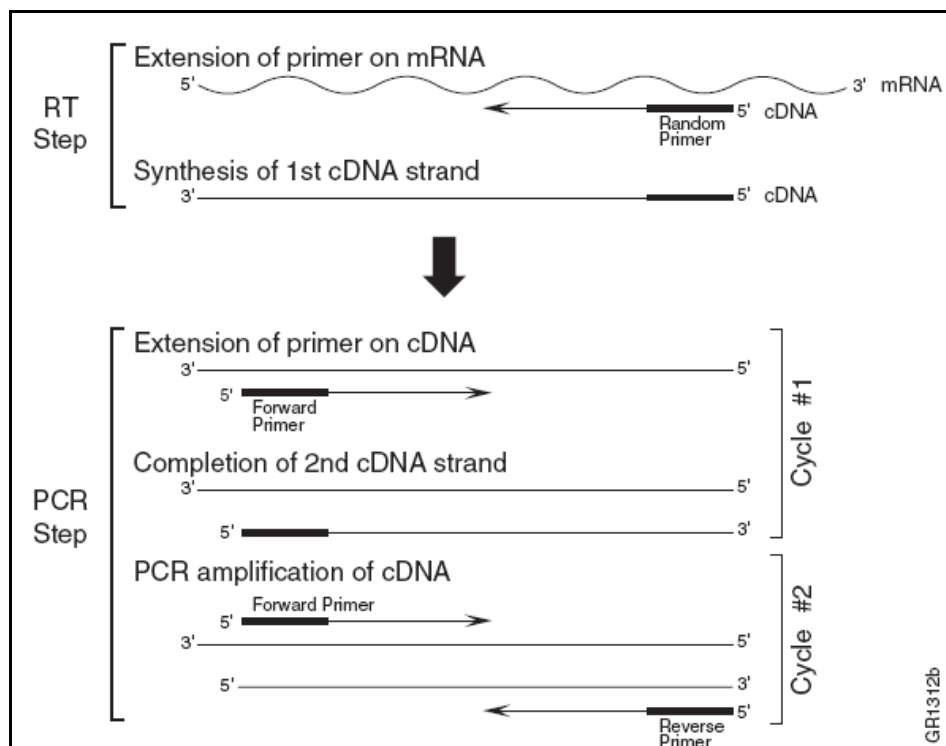 RT
Step
Extension of primer on mRNA
5'
3' mRNA
5' cDNA
Random
Primer
Synthesis of 1st cDNA strand
3'
5' cDNA
PCR
Step
Extension of primer on cDNA
3'
5'
5'
Forward
Primer
Completion of 2nd cDNA strand
3'
5'
5'
3'
Cycle #1
PCR amplification of cDNA
Forward Primer
5'
3'
5'
5'
3'
5'
Reverse
Primer
Cycle #2
GR1312b